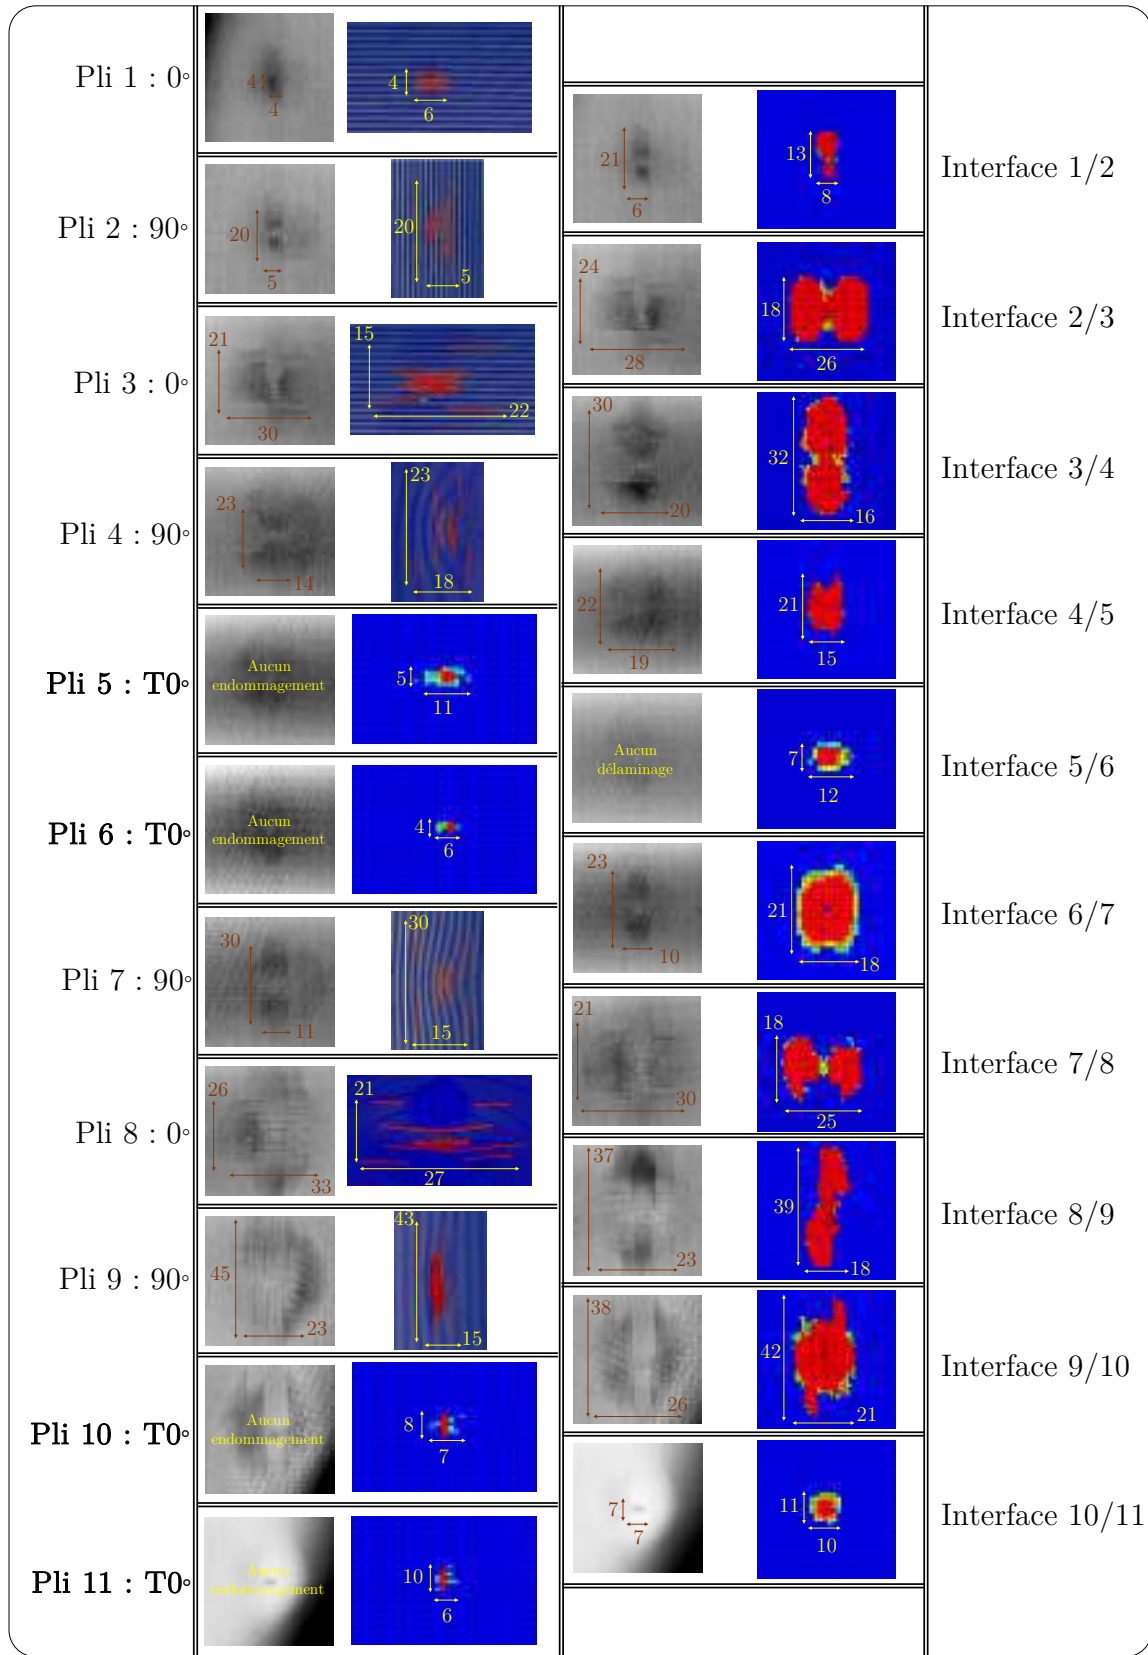 Pli 1 : 0°
4
4
4
6
Interface 1/2
21
6
13
8
Pli 2 : 90°
20
5
20
5
Interface 2/3
24
28
18
26
Pli 3 : 0°
21
30
15
22
Interface 3/4
30
20
32
16
Pli 4 : 90°
23
14
23
18
Interface 4/5
22
19
21
15
Pli 5 : T0°
Aucun
endommagement
5
11
Interface 5/6
Aucun
délaminage
7
12
Pli 6 : T0°
Aucun
endommagement
4
6
Interface 6/7
23
10
21
18
Pli 7 : 90°
30
11
30
15
Interface 7/8
21
30
18
25
Pli 8 : 0°
26
33
21
27
Interface 8/9
37
23
39
18
Pli 9 : 90°
45
23
43
15
Interface 9/10
38
26
42
21
Pli 10 : T0°
Aucun
endommagement
8
7
Interface 10/11
7
7
11
10
Pli 11 : T0°
Aucun
endommagement
10
6